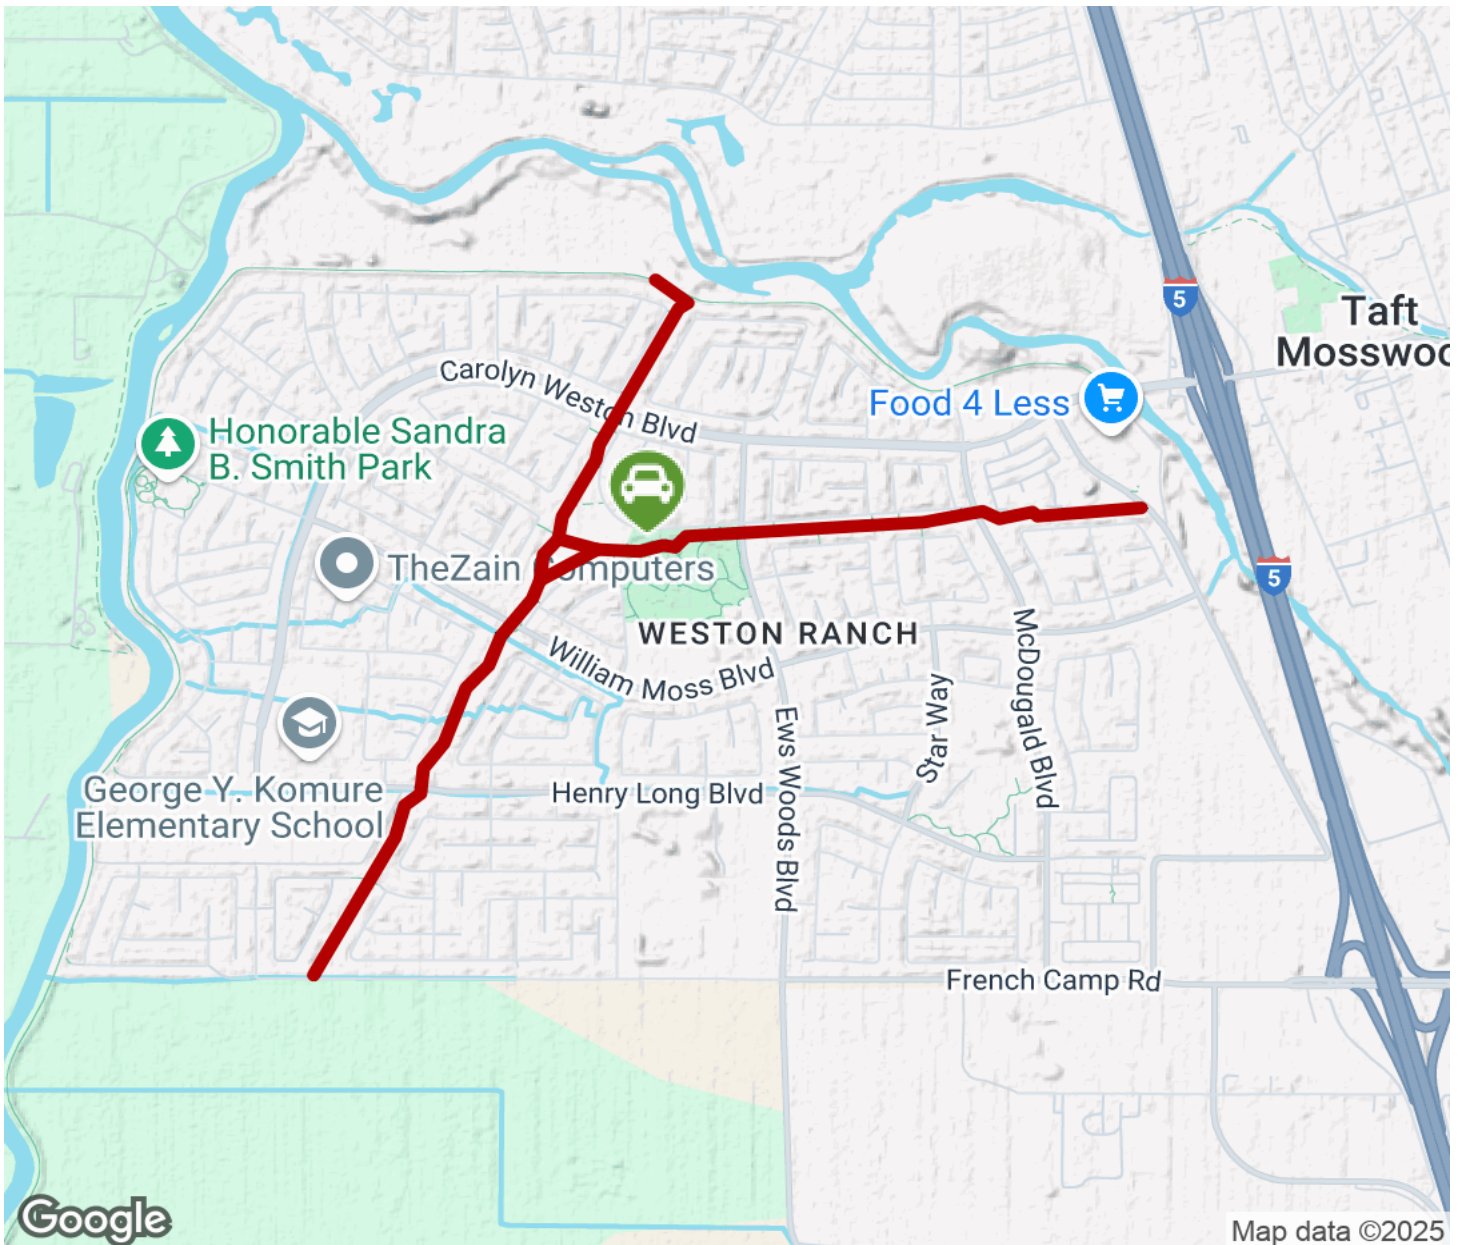 5
Taft
Mosswoo
Carolyn Weston Blvd
Food 4 Less
Honorable Sandra
B. Smith Park
TheZain Computers
5
WESTON RANCH
William Moss Blvd
McDougald Blvd
Star Way
Ews Woods Blvd
George Y. Komure
Elementary School
Henry Long Blvd
French Camp Rd
Google
Map data ©2025